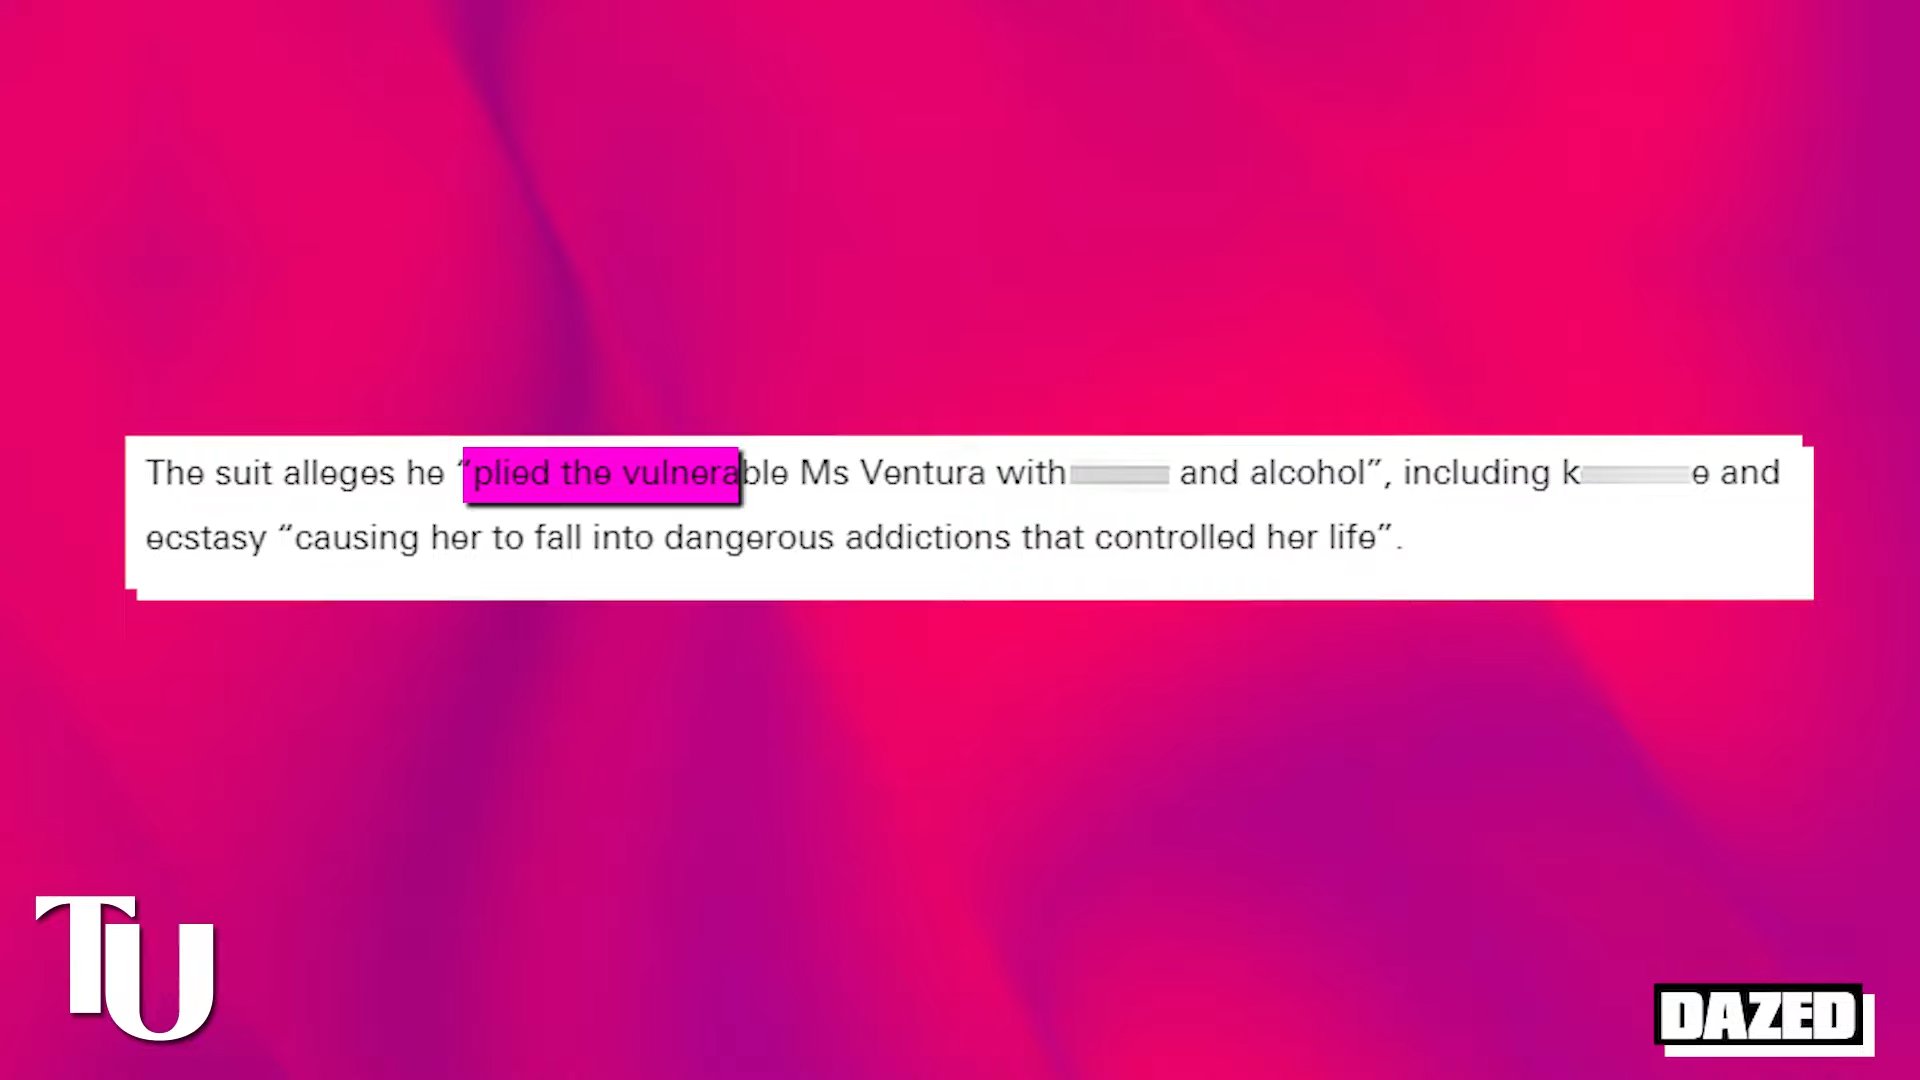 The suit alleges he “plied the vulnerable Ms Ventura with and alcohol”, including k e and
ecstasy “causing her to fall into dangerous addictions that controlled her life”.
TU
DAZED